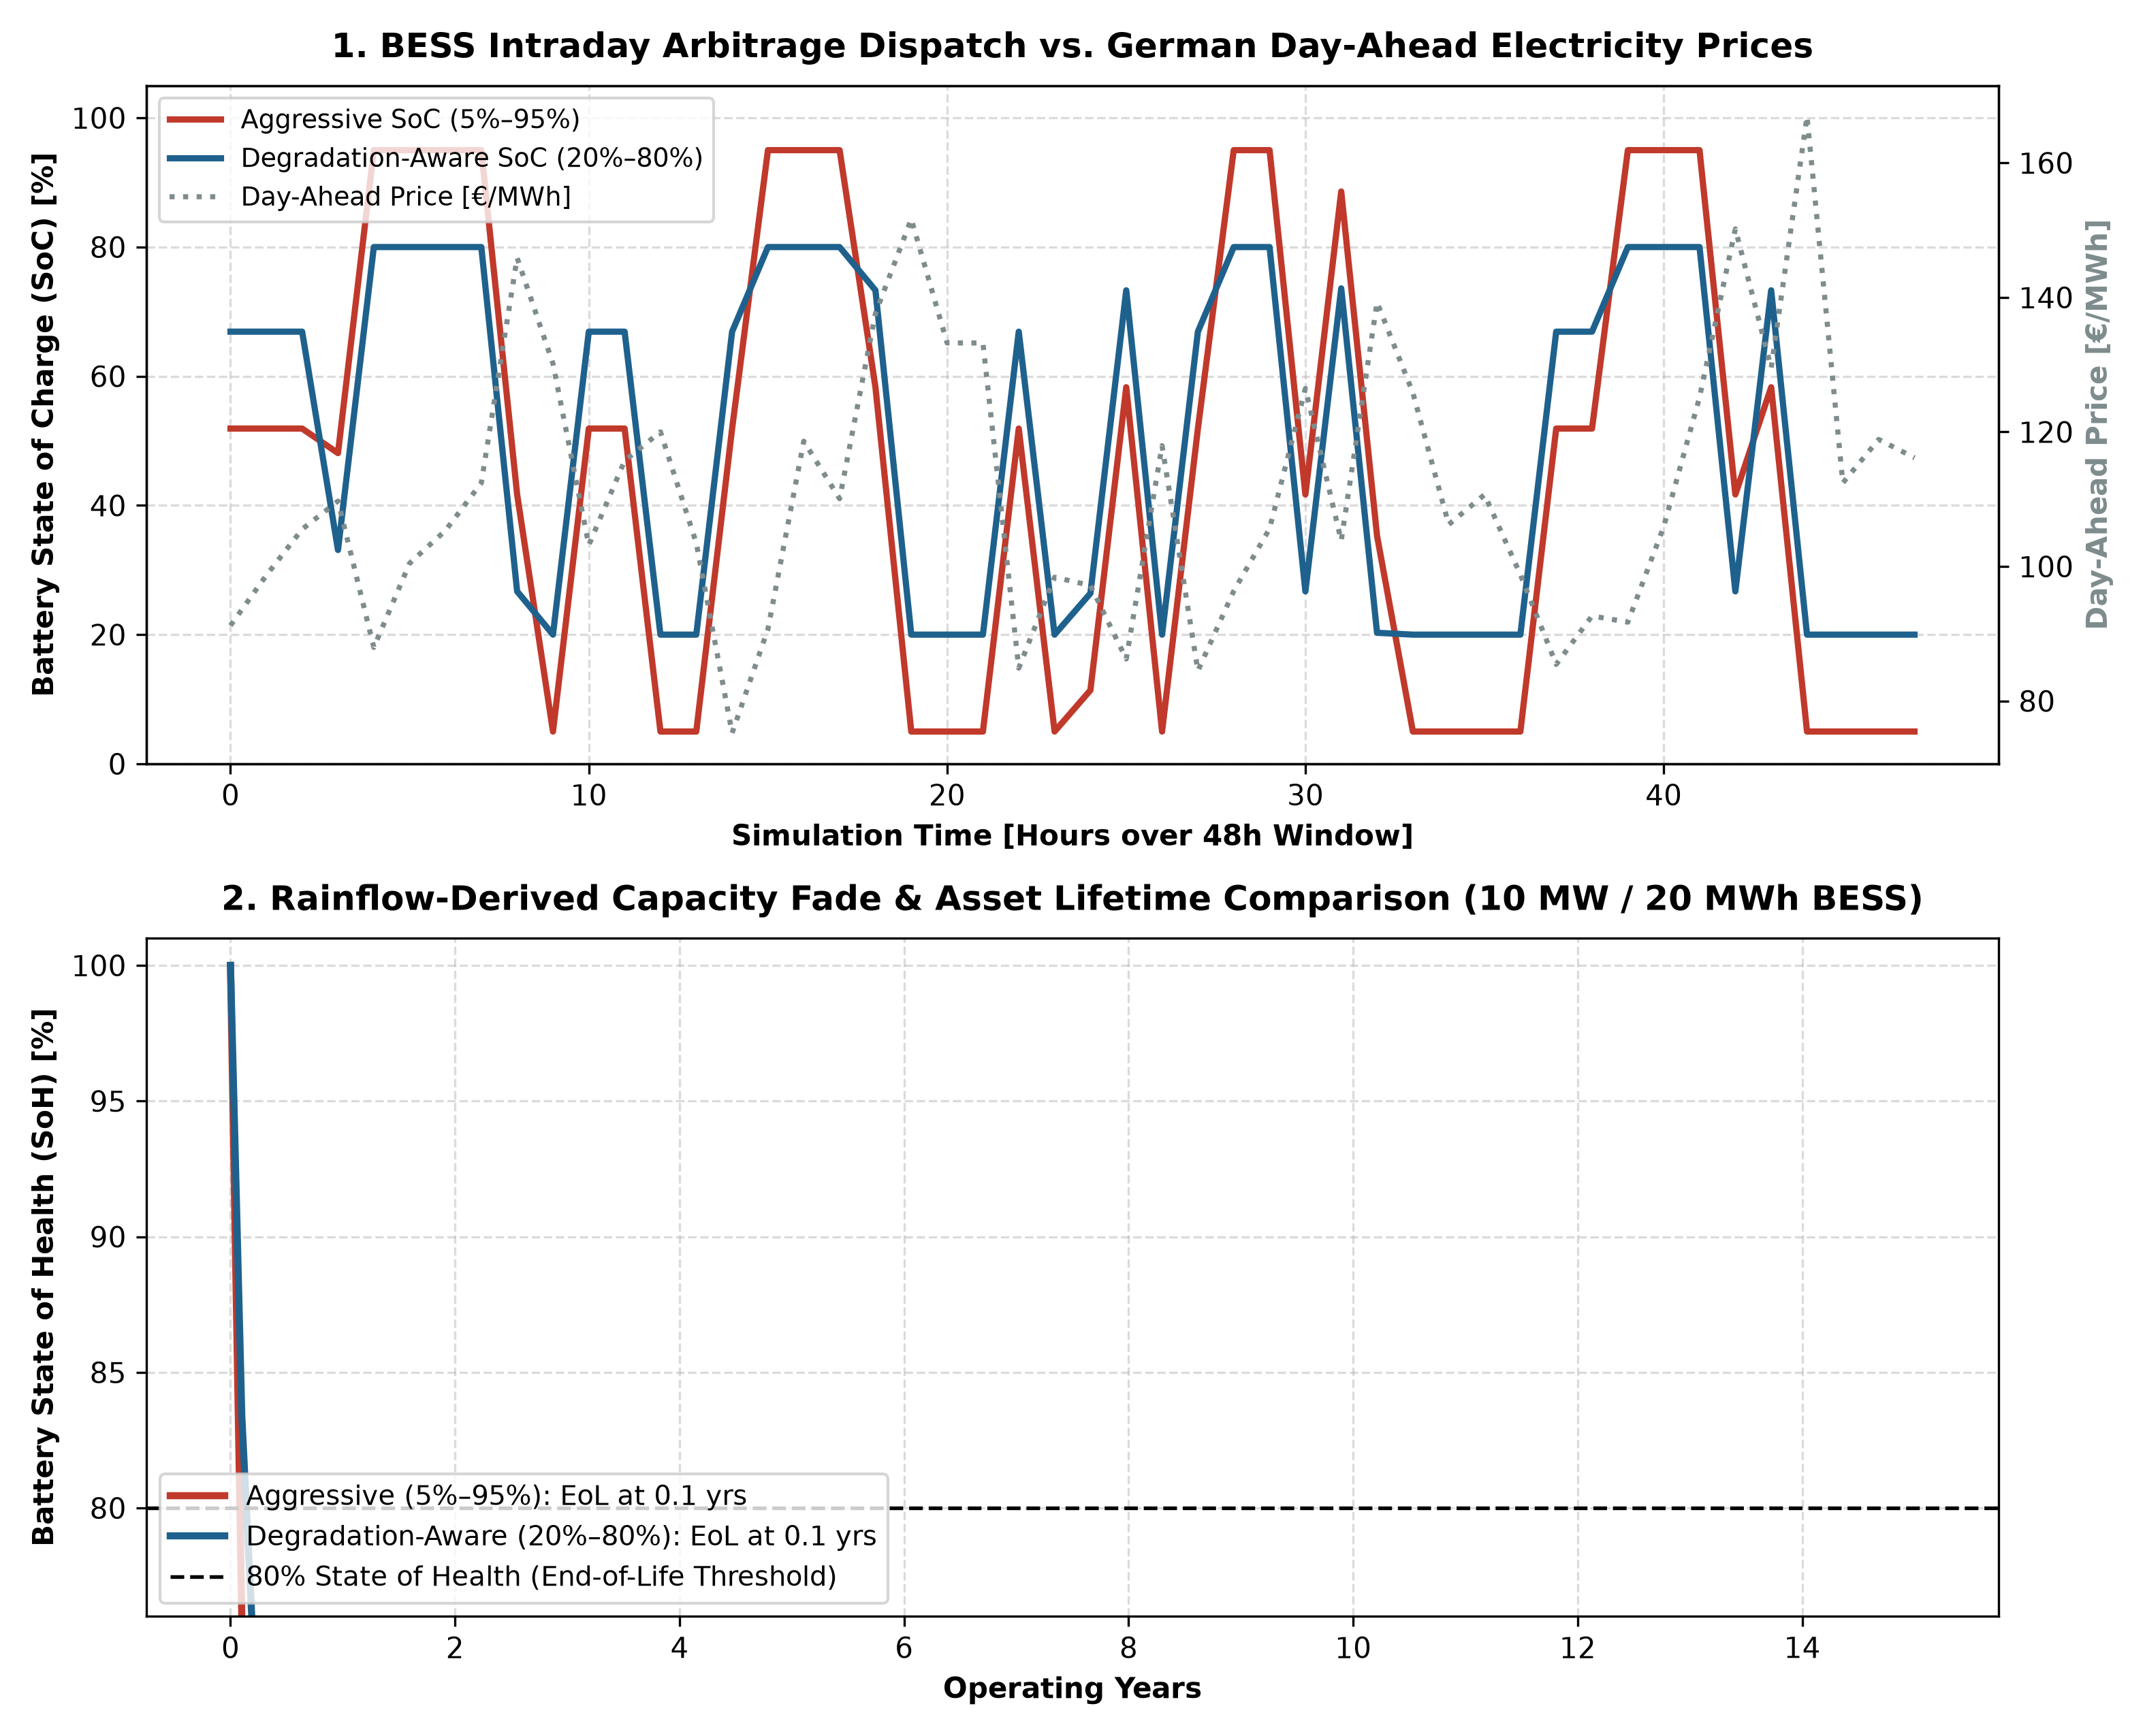 1. BESS Intraday Arbitrage Dispatch vs. German Day-Ahead Electricity Prices
Battery State of Charge (SoC) [%]
100
80
60
40
20
0
Aggressive SoC (5%–95%)
Degradation-Aware SoC (20%–80%)
Day-Ahead Price [€/MWh]
160
140
120
100
80
Day-Ahead Price [€/MWh]
0 10 20 30 40
Simulation Time [Hours over 48h Window]
2. Rainflow-Derived Capacity Fade & Asset Lifetime Comparison (10 MW / 20 MWh BESS)
Battery State of Health (SoH) [%]
100
95
90
85
80
Aggressive (5%–95%): EoL at 0.1 yrs
Degradation-Aware (20%–80%): EoL at 0.1 yrs
80% State of Health (End-of-Life Threshold)
0 2 4 6 8 10 12 14
Operating Years